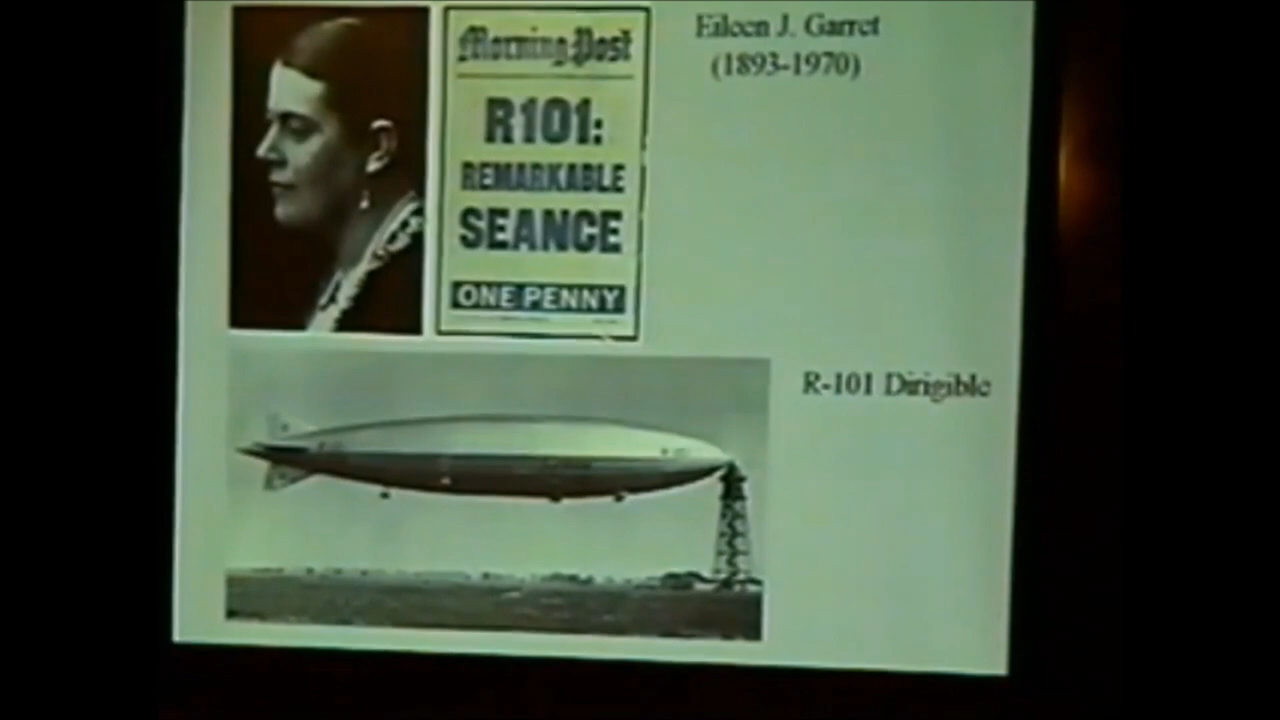 Eileen J. Garret
(1893-1970)
Morning Post
R101:
REMARKABLE
SEANCE
ONE PENNY
R-101 Dirigible